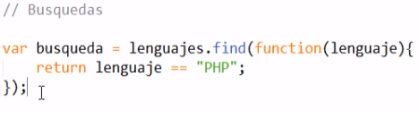 // Busquedas
var busqueda = lenguajes.find(function(lenguaje){
    return lenguaje == "PHP";
});